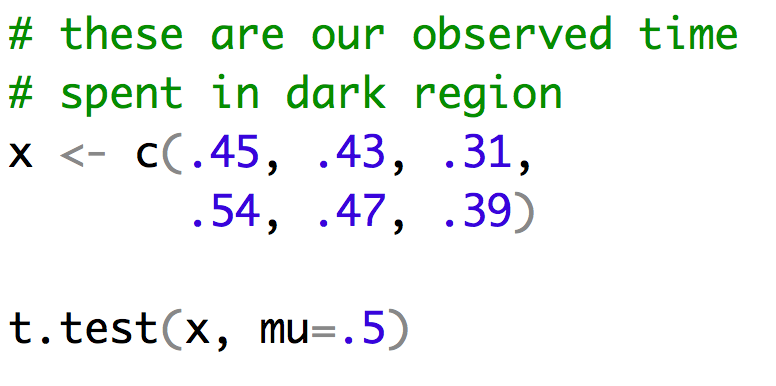 # these are our observed time
# spent in dark region
x <- c(.45, .43, .31,
.54, .47, .39)
t.test(x, mu=.5)